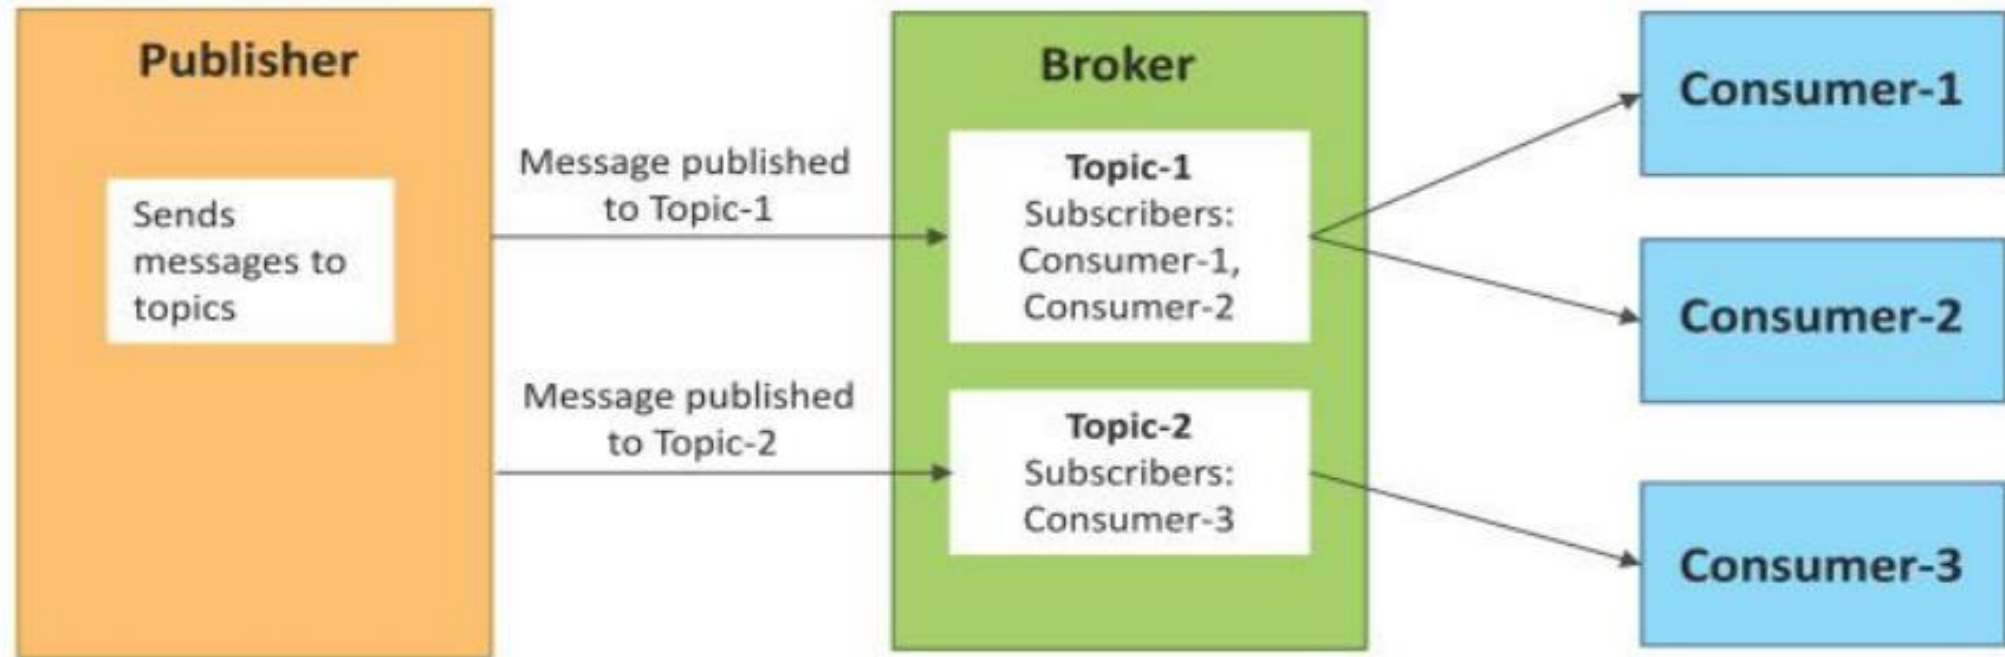 Publisher
Sends
messages to
topics
Message published
to Topic-1
Message published
to Topic-2
Broker
Topic-1
Subscribers:
Consumer-1,
Consumer-2
Topic-2
Subscribers:
Consumer-3
Consumer-1
Consumer-2
Consumer-3